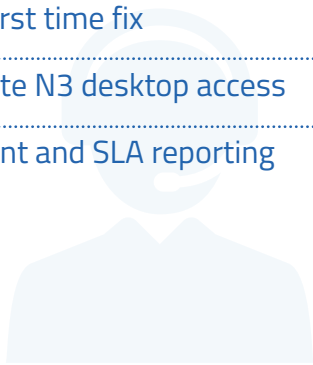 rst time fix
te N3 desktop access
nt and SLA reporting